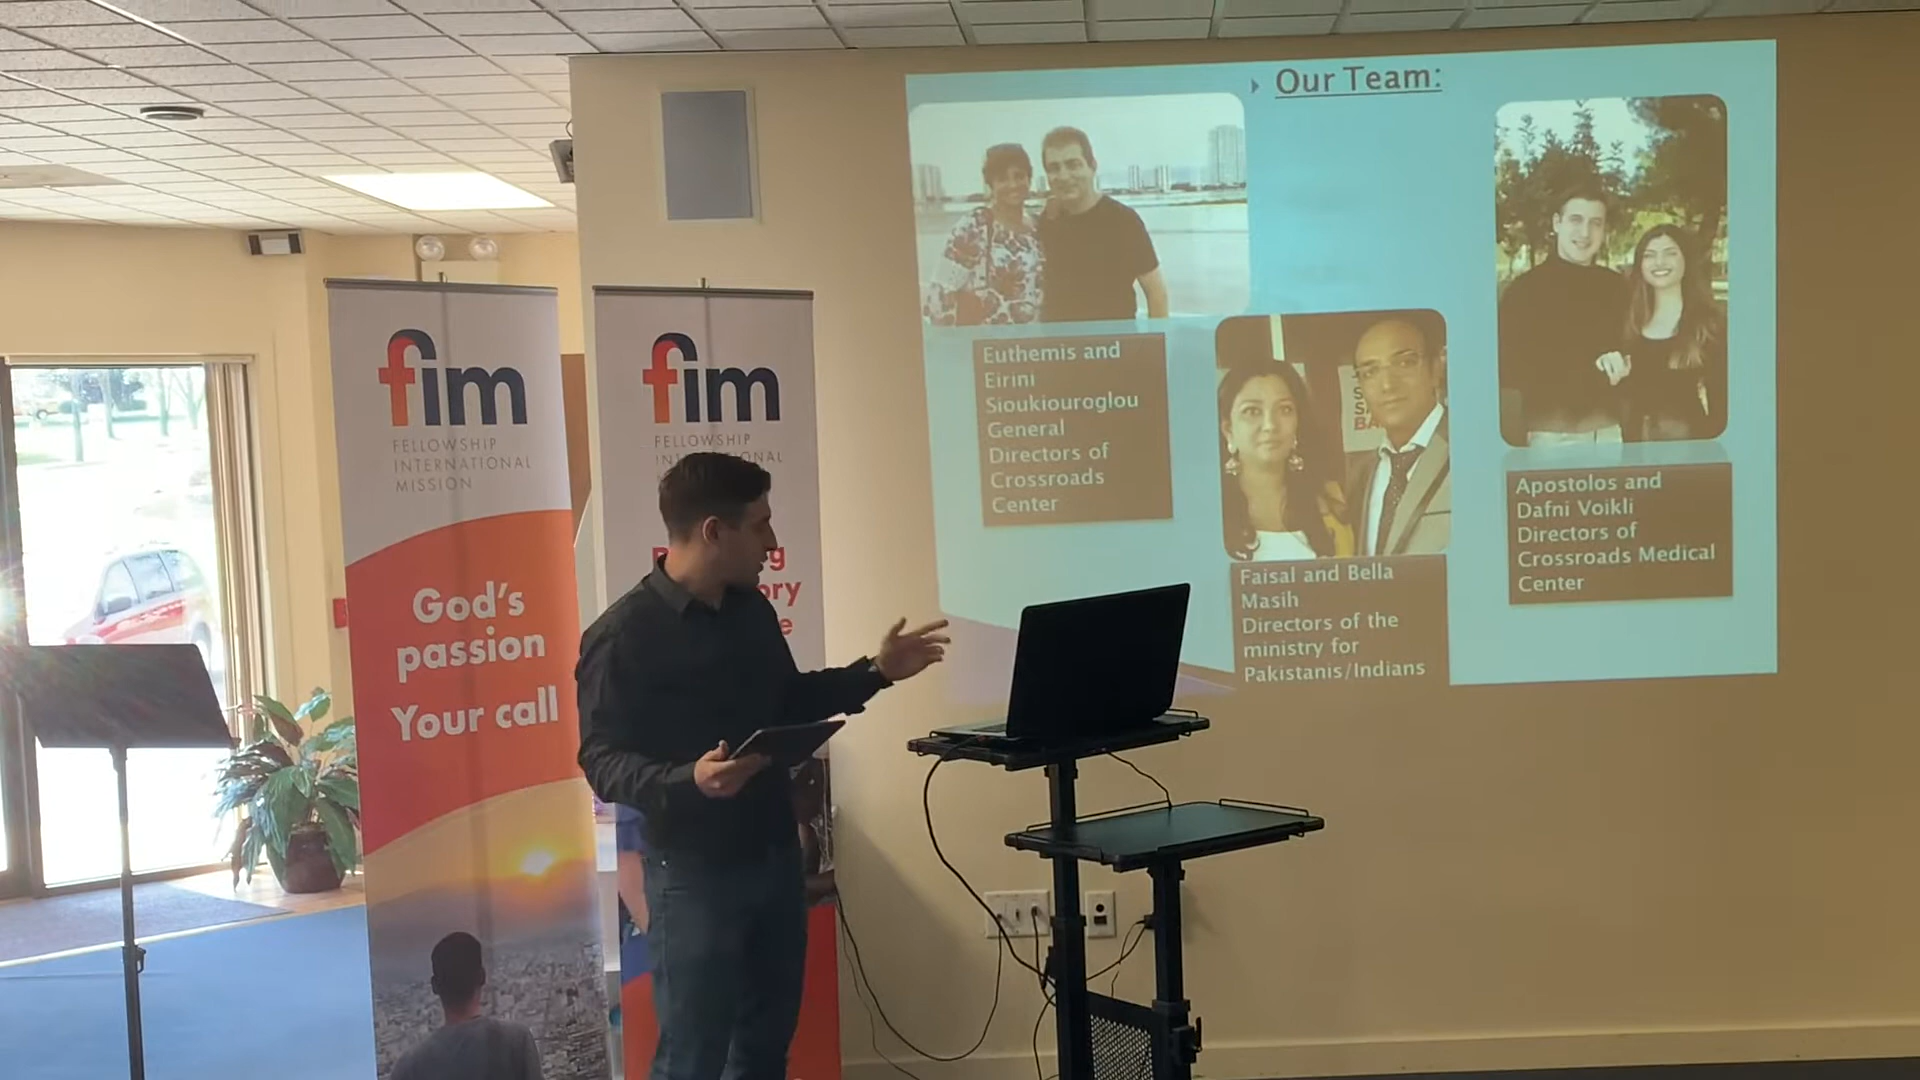 Our Team:
Euthemis and
Eirini
Sioukiouroglou
General
Directors of
Crossroads
Center
Faisal and Bella
Masih
Directors of the
ministry for
Pakistanis/Indians
Apostolos and
Dafni Voikli
Directors of
Crossroads Medical
Center
fim
FELLOWSHIP
INTERNATIONAL
MISSION
God's
passion
Your call
fim
FELLOWSHIP